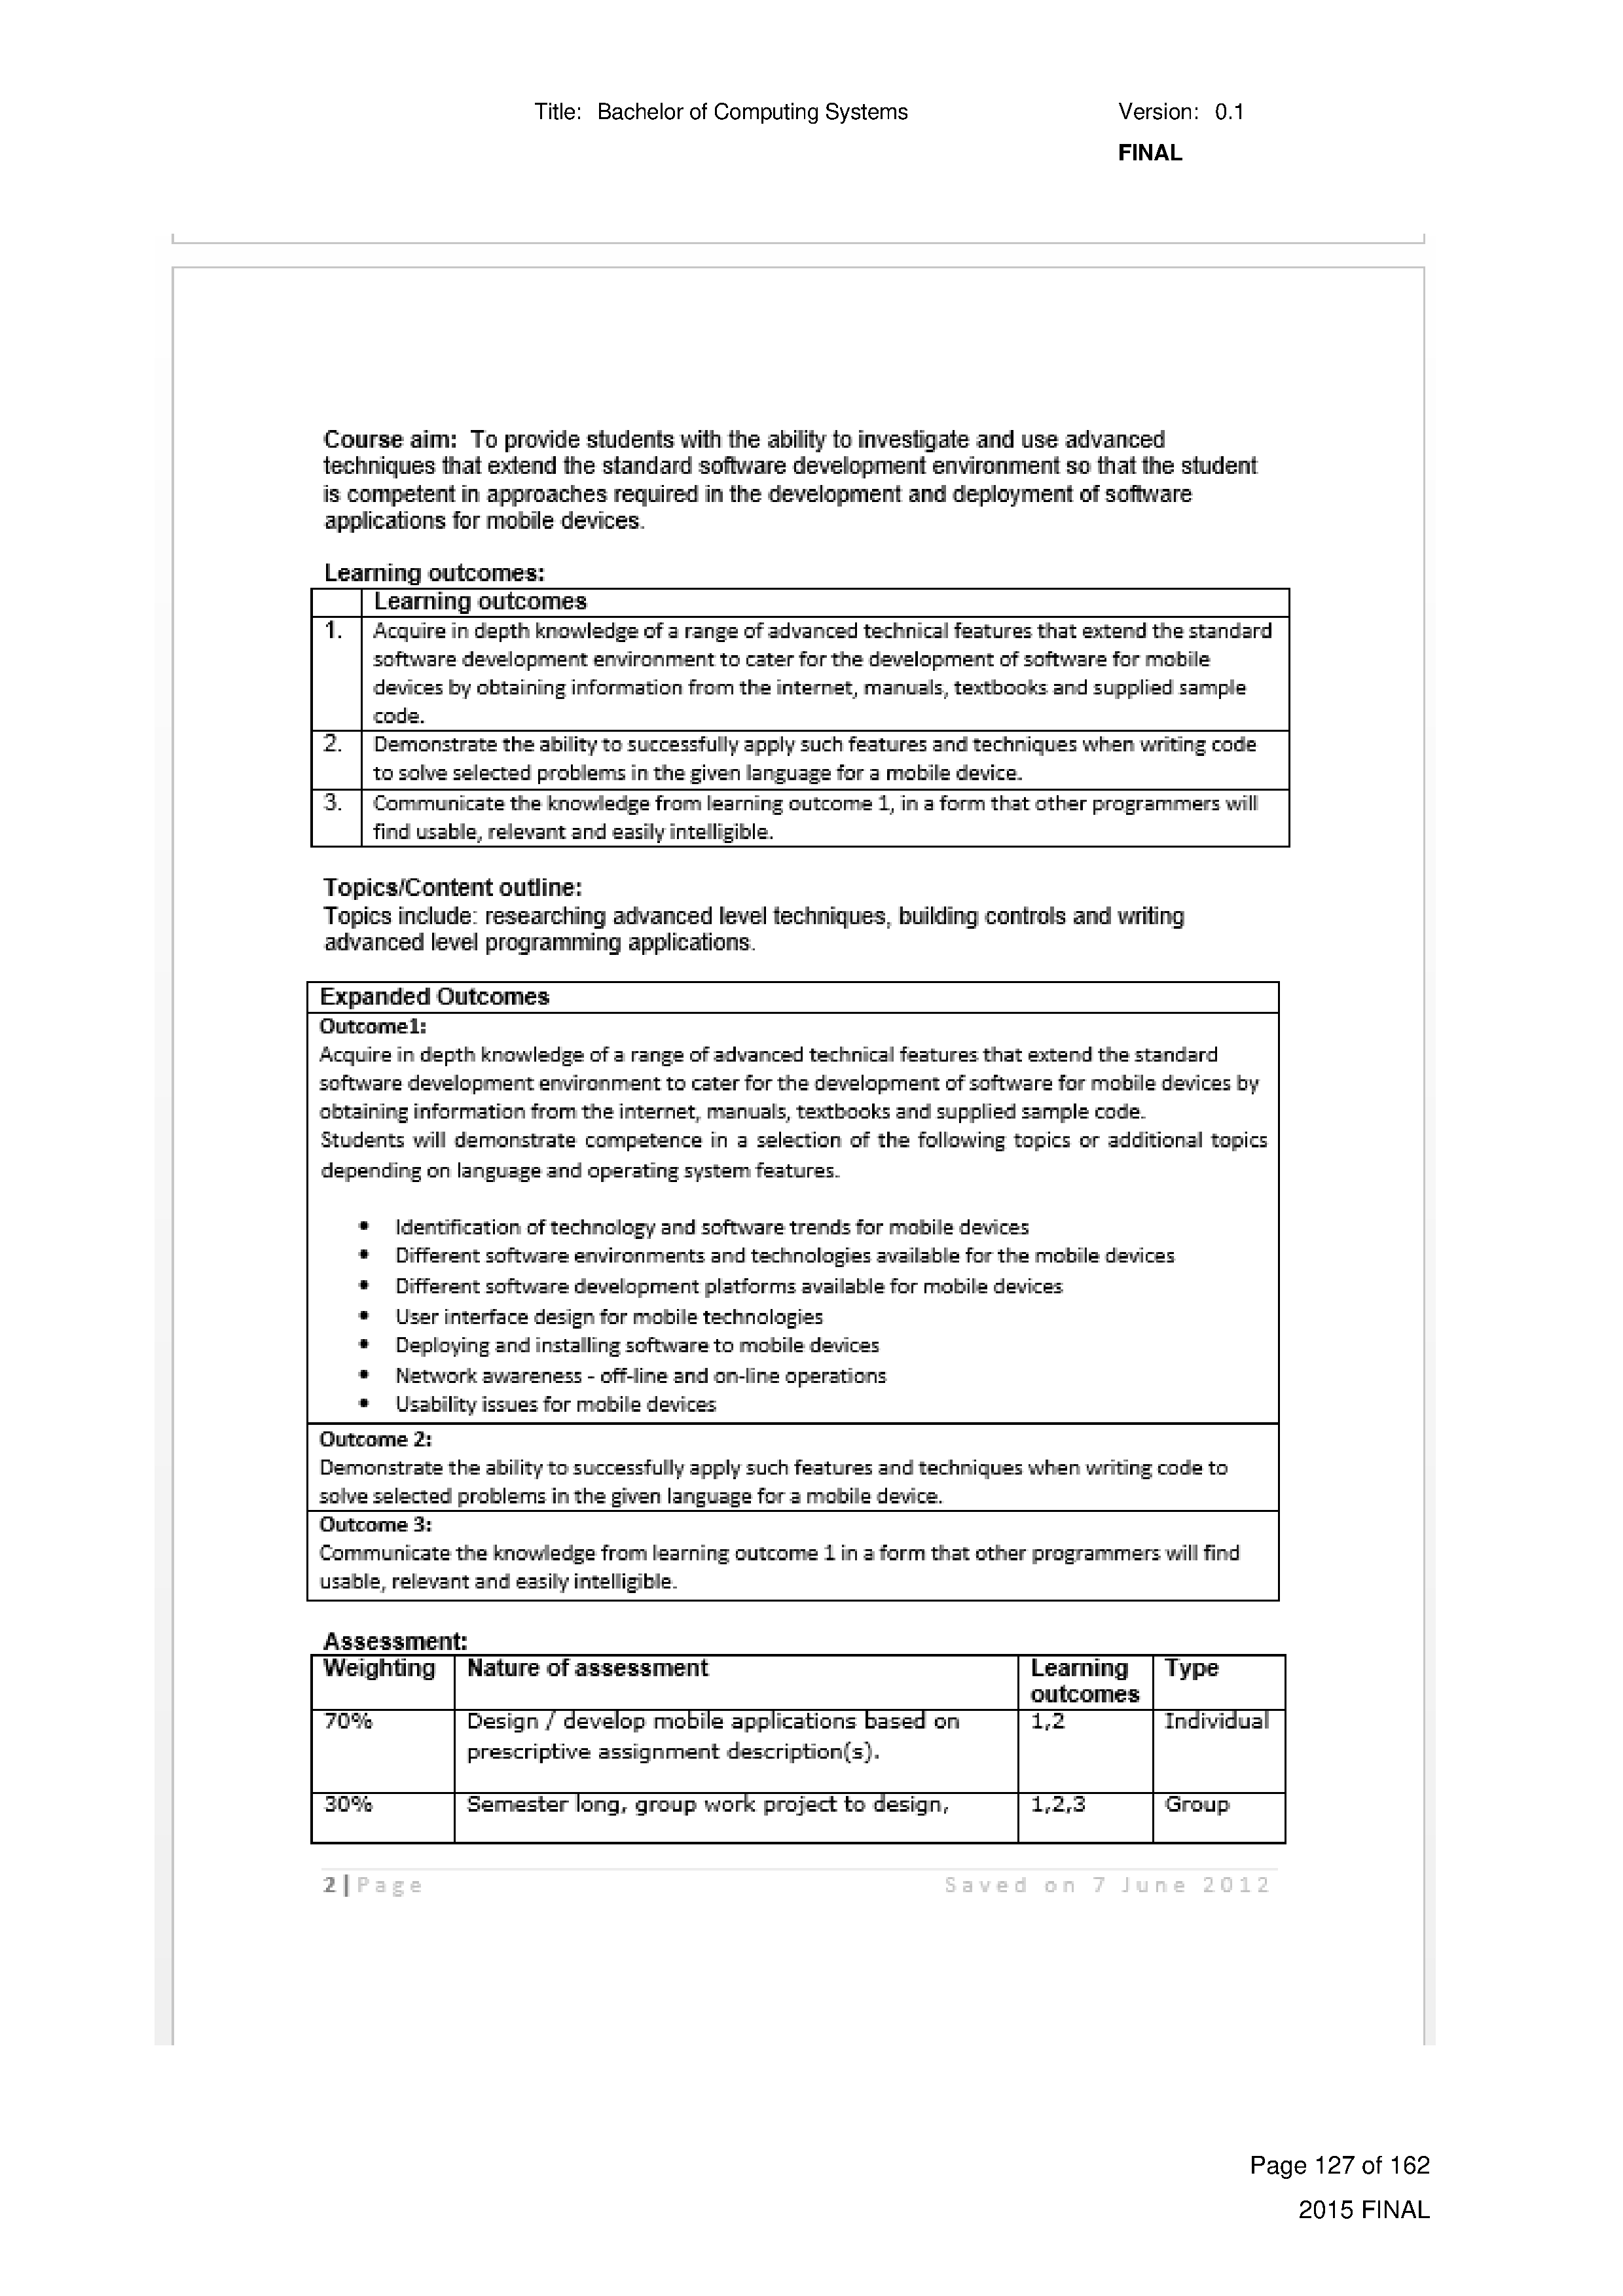 Title: Bachelor of Computing Systems Version: 0.1
FINAL
Course aim: To provide students with the ability to investigate and use advanced
techniques that extend the standard software development environment so that the student
is competent in approaches required in the development and deployment of software
applications for mobile devices.
Learning outcomes:
Learning outcomes
1. Acquire in depth knowledge of a range of advanced technical features that extend the standard
software development environment to cater for the development of software for mobile
devices by obtaining information from the internet, manuals, textbooks and supplied sample
code.
2. Demonstrate the ability to successfully apply such features and techniques when writing code
to solve selected problems in the given language for a mobile device.
3. Communicate the knowledge from learning outcome 1, in a form that other programmers will
find usable, relevant and easily intelligible.
Topics/Content outline:
Topics include: researching advanced level techniques, building controls and writing
advanced level programming applications.
Expanded Outcomes
Outcome1:
Acquire in depth knowledge of a range of advanced technical features that extend the standard
software development environment to cater for the development of software for mobile devices by
obtaining information from the internet, manuals, textbooks and supplied sample code.
Students will demonstrate competence in a selection of the following topics or additional topics
depending on language and operating system features.
• Identification of technology and software trends for mobile devices
• Different software environments and technologies available for the mobile devices
• Different software development platforms available for mobile devices
• User interface design for mobile technologies
• Deploying and installing software to mobile devices
• Network awareness - off-line and on-line operations
• Usability issues for mobile devices
Outcome 2:
Demonstrate the ability to successfully apply such features and techniques when writing code to
solve selected problems in the given language for a mobile device.
Outcome 3:
Communicate the knowledge from learning outcome 1 in a form that other programmers will find
usable, relevant and easily intelligible.
Assessment:
Weighting Nature of assessment Learning Type
outcomes
70% Design / develop mobile applications based on 1,2 Individual
prescriptive assignment description(s).
30% Semester long, group work project to design, 1,2,3 Group
2 | Page Saved on 7 June 2012
Page 127 of 162
2015 FINAL